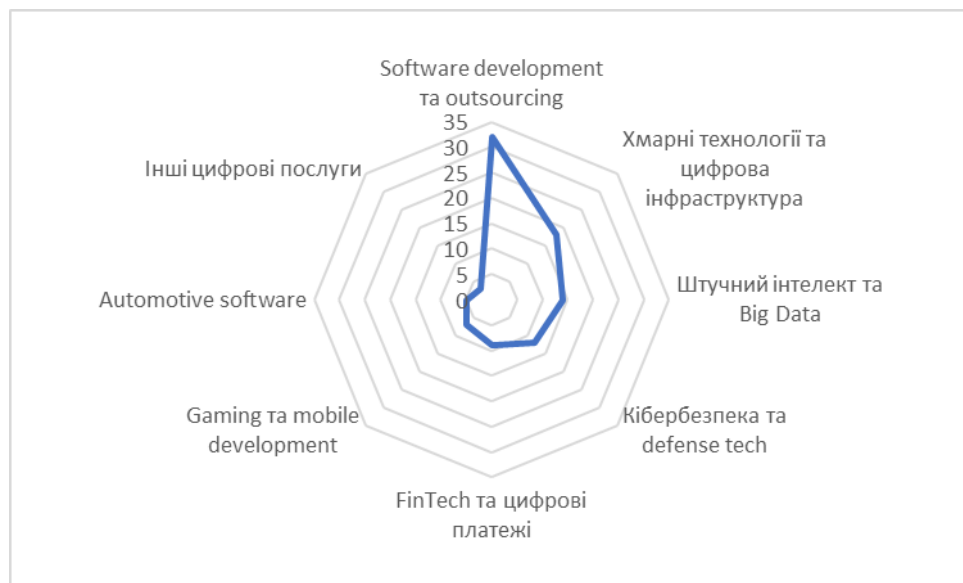 Software development
та outsourcing
35
30
25
20
15
10
5
0
Хмарні технології та
цифрова
інфраструктура
Штучний інтелект та
Big Data
Кібербезпека та
defense tech
FinTech та цифрові
платежі
Gaming та mobile
development
Automotive software
Інші цифрові послуги